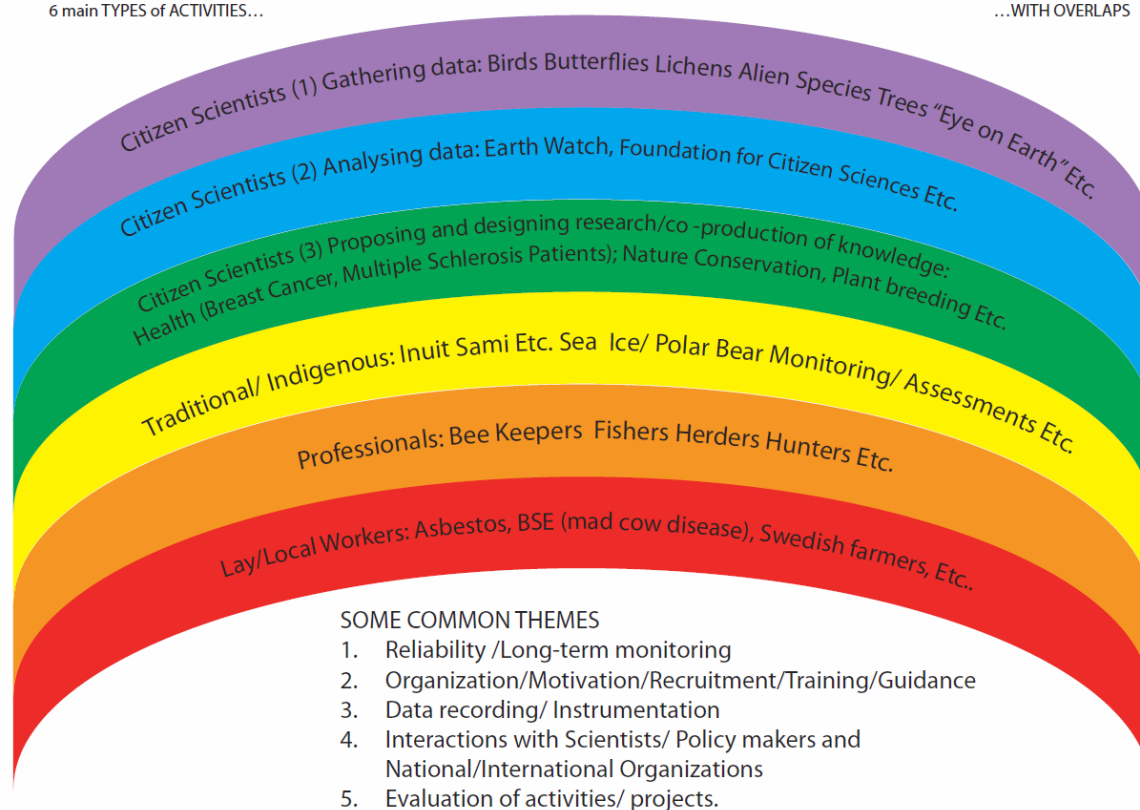 6 main TYPES of ACTIVITIES…
…WITH OVERLAPS
Citizen Scientists (1) Gathering data: Birds Butterflies Lichens Alien Species Trees “Eye on Earth” Etc.
Citizen Scientists (2) Analysing data: Earth Watch, Foundation for Citizen Sciences Etc.
Citizen Scientists (3) Proposing and designing research/co -production of knowledge:
Health (Breast Cancer, Multiple Schlerosis Patients); Nature Conservation, Plant breeding Etc.
Traditional/ Indigenous: Inuit Sami Etc. Sea Ice/ Polar Bear Monitoring/ Assessments Etc.
Professionals: Bee Keepers Fishers Herders Hunters Etc.
Lay/Local Workers: Asbestos, BSE (mad cow disease), Swedish farmers, Etc..
SOME COMMON THEMES
1. Reliability /Long-term monitoring
2. Organization/Motivation/Recruitment/Training/Guidance
3. Data recording/ Instrumentation
4. Interactions with Scientists/ Policy makers and
National/International Organizations
5. Evaluation of activities/ projects.